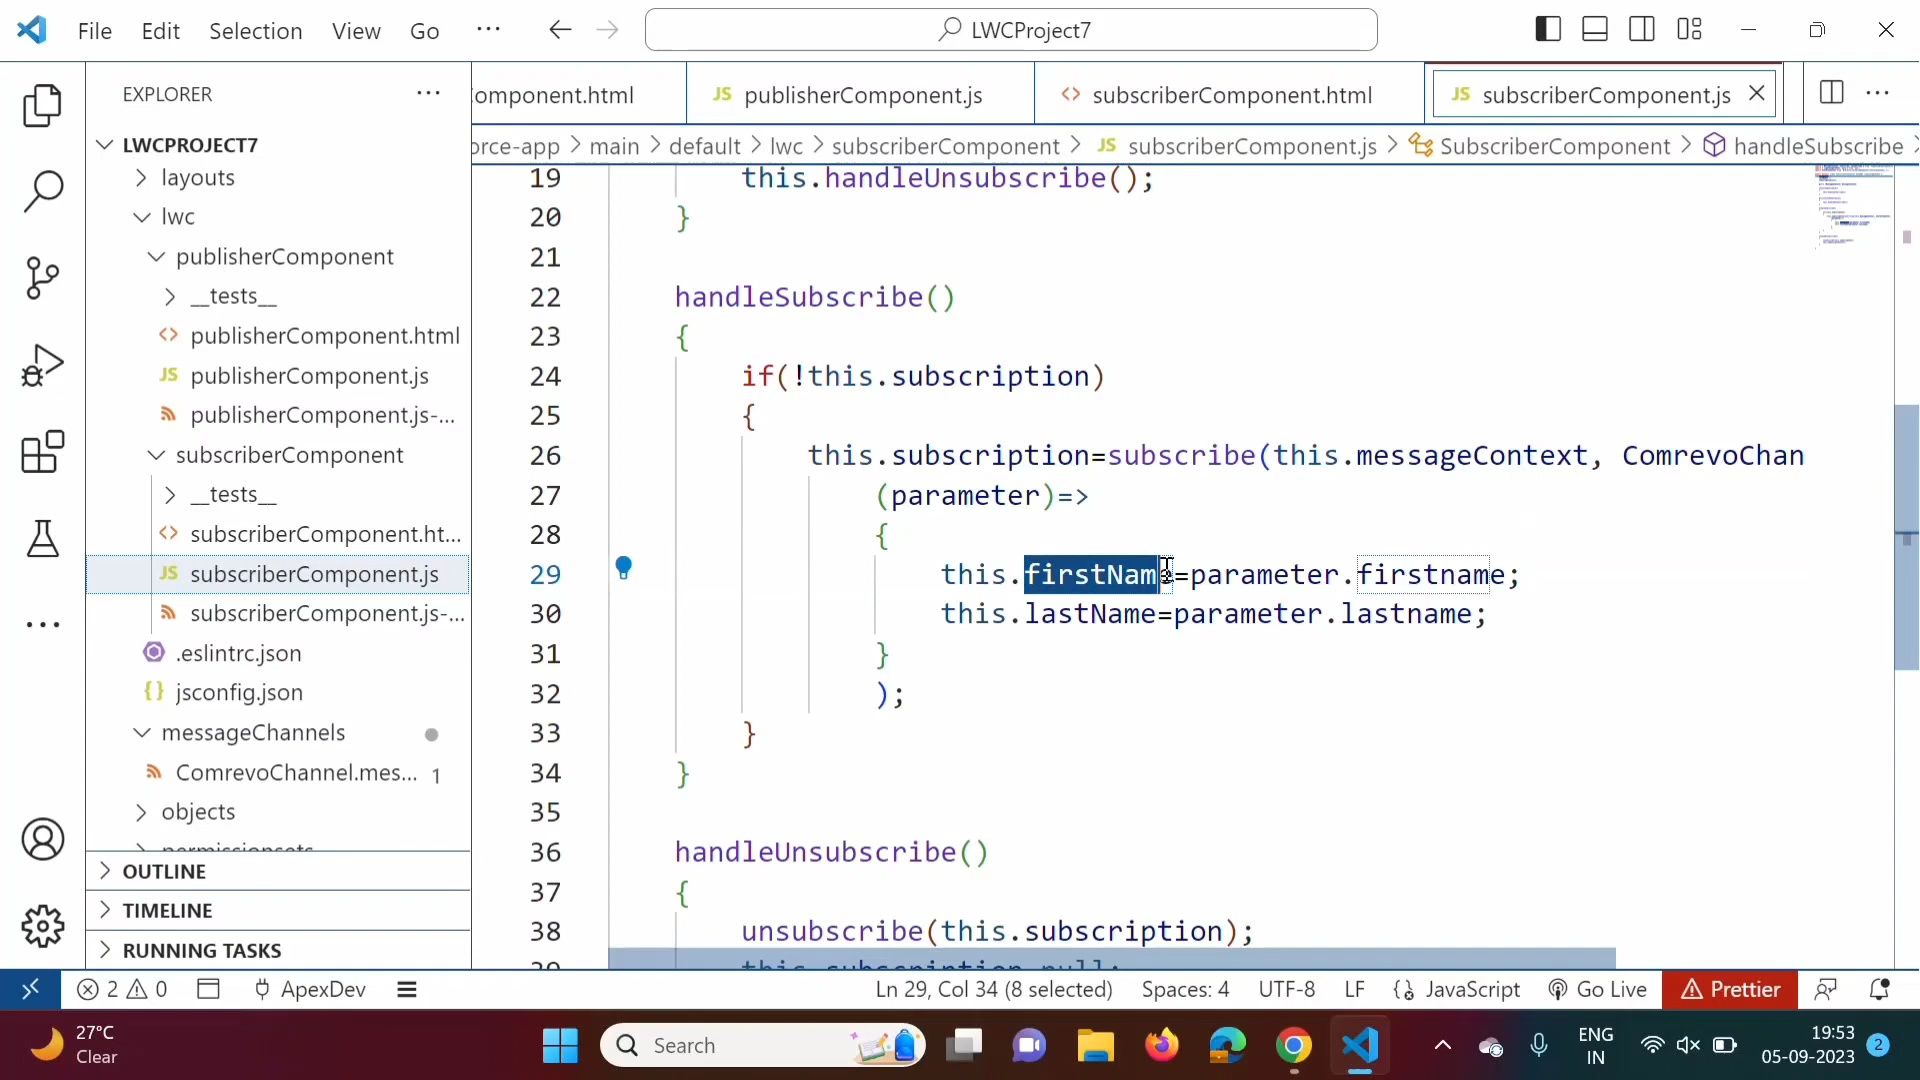 File Edit Selection View Go ··· LWCProject7
EXPLORER ···
omponent.html JS publisherComponent.js <> subscriberComponent.html JS subscriberComponent.js ···
orce-app > main > default > lwc > subscriberComponent > JS subscriberComponent.js > SubscriberComponent > handleSubscribe
LWCPROJECT7
layouts
lwc
publisherComponent
__tests__
<> publisherComponent.html
JS publisherComponent.js
publisherComponent.js-...
subscriberComponent
__tests__
<> subscriberComponent.ht...
JS subscriberComponent.js
subscriberComponent.js-...
.eslintrc.json
{} jsconfig.json
messageChannels
ComrevoChannel.mes... 1
objects
permissionsets
OUTLINE
TIMELINE
RUNNING TASKS
19 this.handleUnsubscribe();
20 }
21
22 handleSubscribe()
23 {
24 if(!this.subscription)
25 {
26 this.subscription=subscribe(this.messageContext, ComrevoChan
27 (parameter)=>
28 {
29 this.firstName=parameter.firstname;
30 this.lastName=parameter.lastname;
31 }
32 );
33 }
34 }
35
36 handleUnsubscribe()
37 {
38 unsubscribe(this.subscription);
39 this.subscription=null;
2 0 ApexDev Ln 29, Col 34 (8 selected) Spaces: 4 UTF-8 LF {} JavaScript Go Live Prettier
27°C
Clear
Search
ENG
IN
19:53
05-09-2023
2